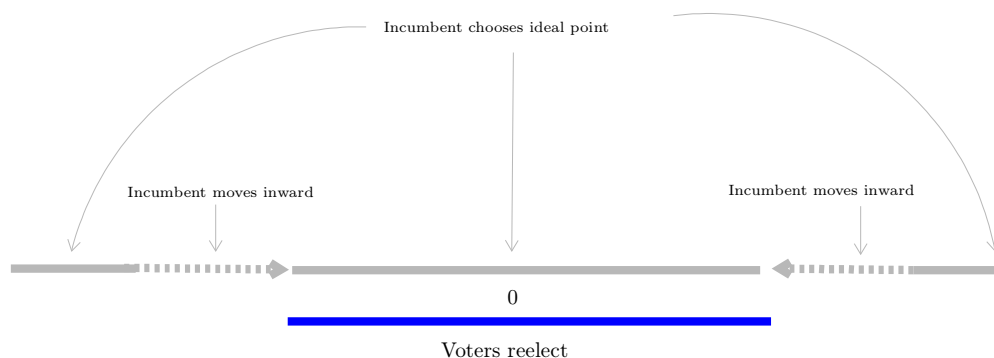 Incumbent chooses ideal point
Incumbent moves inward
Incumbent moves inward
0
Voters reelect